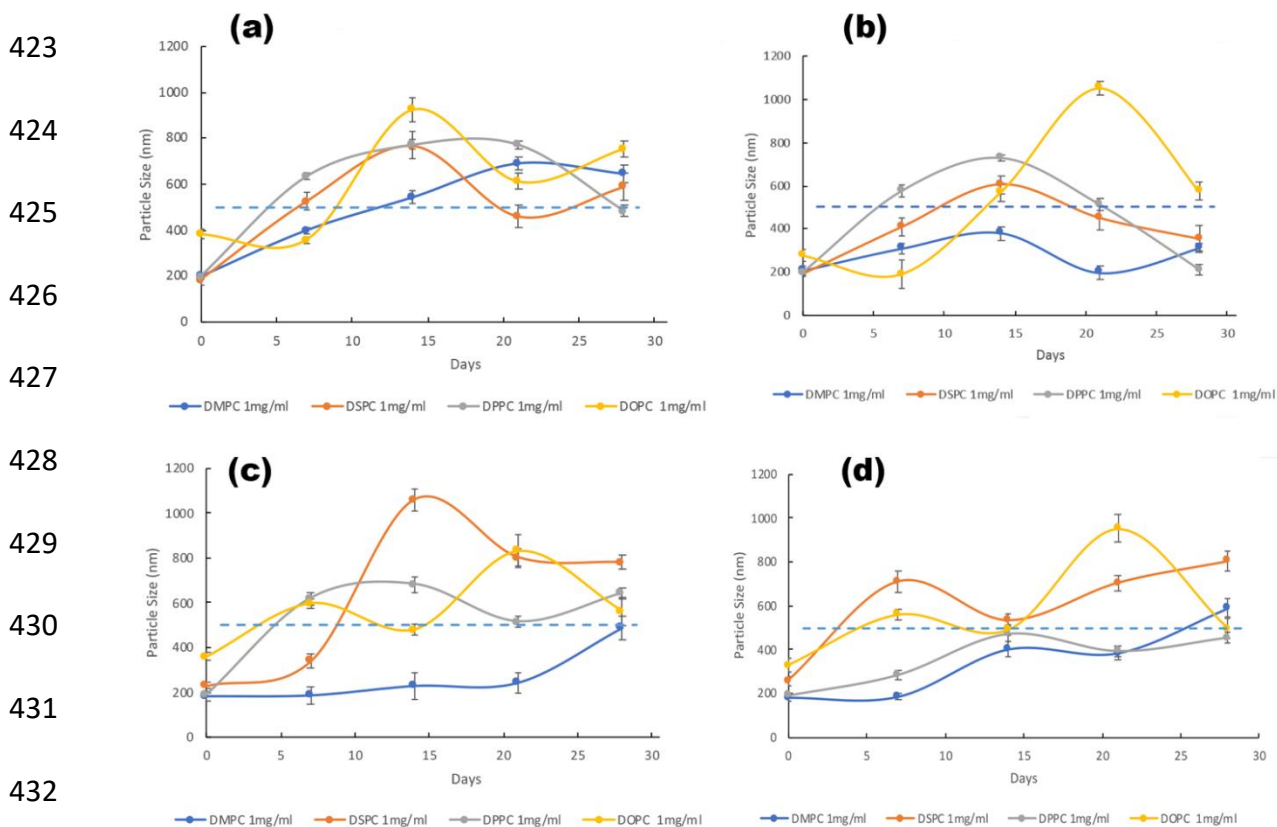 423
424
425
426
427
428
429
430
431
432
(a)
1200
1000
800
600
400
200
0
Particle Size (nm)
0 5 10 15 20 25 30
Days
DMPC 1mg/ml DSPC 1mg/ml DPPC 1mg/ml DOPC 1mg/ml
(b)
1200
1000
800
600
400
200
0
Particle Size (nm)
0 5 10 15 20 25 30
Days
DMPC 1mg/ml DSPC 1mg/ml DPPC 1mg/ml DOPC 1mg/ml
(c)
1200
1000
800
600
400
200
0
Particle Size (nm)
0 5 10 15 20 25 30
Days
DMPC 1mg/ml DSPC 1mg/ml DPPC 1mg/ml DOPC 1mg/ml
(d)
1200
1000
800
600
400
200
0
Particle Size (nm)
0 5 10 15 20 25 30
Days
DMPC 1mg/ml DSPC 1mg/ml DPPC 1mg/ml DOPC 1mg/ml